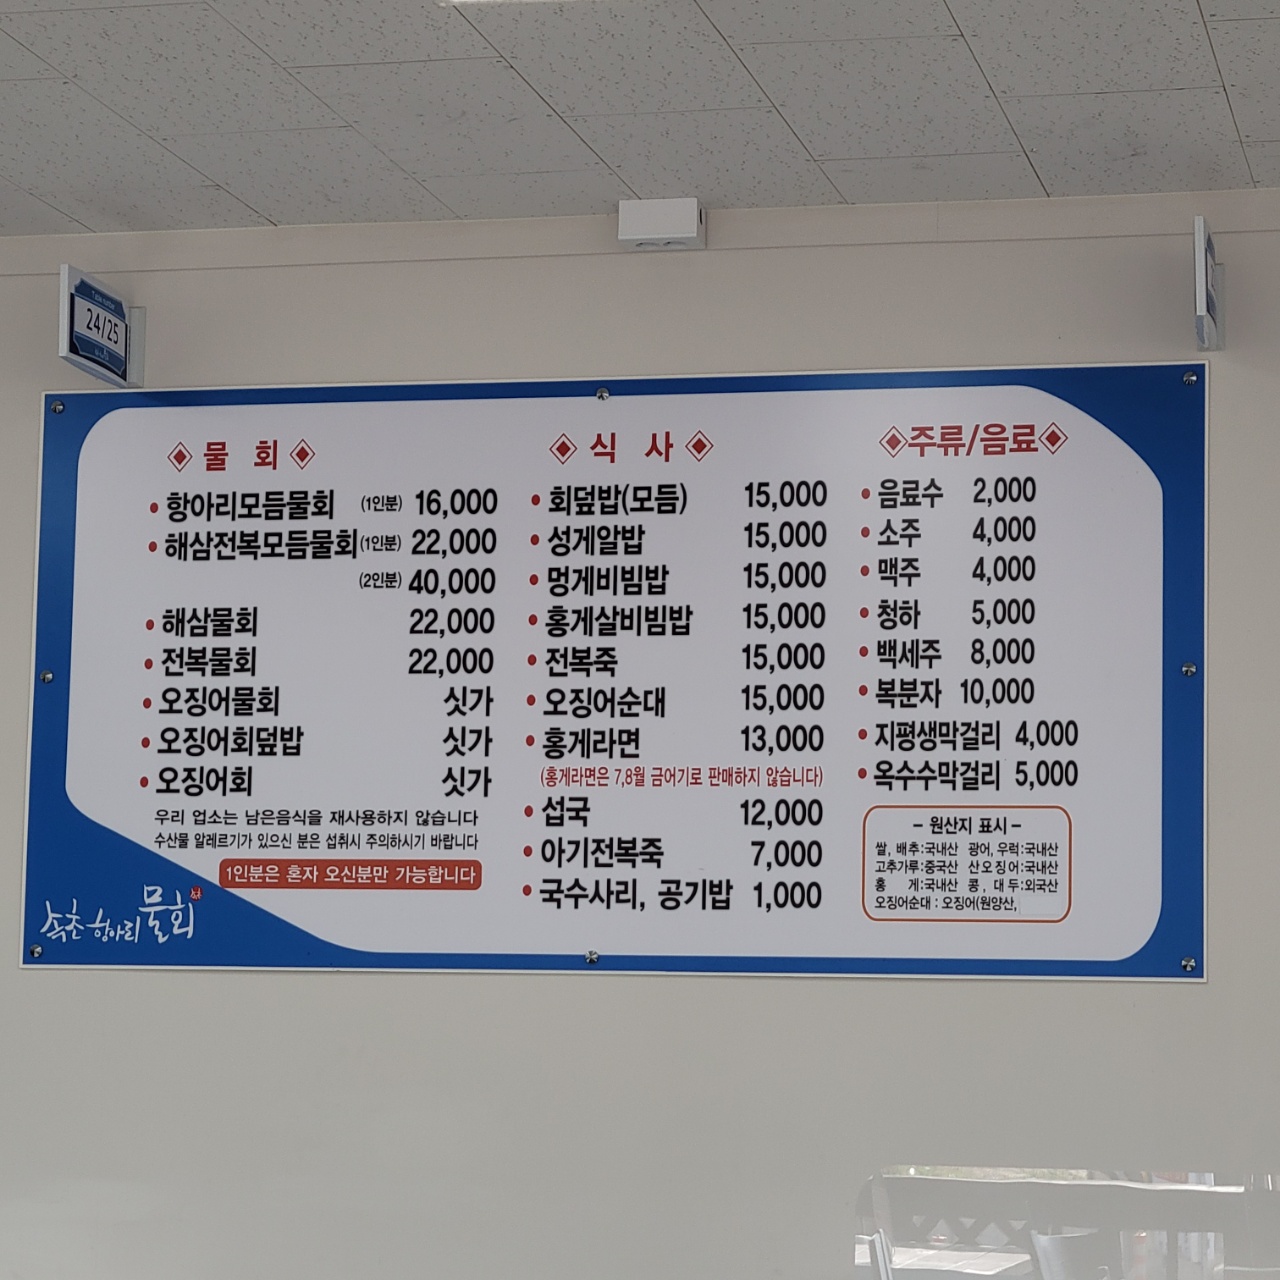 24/25
물 회
항아리모듬물회 (1인분) 16,000
해삼전복모듬물회 (1인분) 22,000
(2인분) 40,000
해삼물회 22,000
전복물회 22,000
오징어물회 싯가
오징어회덮밥 싯가
오징어회 싯가
우리 업소는 남은음식을 재사용하지 않습니다
수산물 알레르기가 있으신 분은 섭취시 주의하시기 바랍니다
1인분은 혼자 오신분만 가능합니다
속초 항아리 물회
식 사
회덮밥(모듬) 15,000
성게알밥 15,000
멍게비빔밥 15,000
홍게살비빔밥 15,000
전복죽 15,000
오징어순대 15,000
홍게라면 13,000
(홍게라면은 7,8월 금어기로 판매하지 않습니다)
섭국 12,000
아기전복죽 7,000
국수사리, 공기밥 1,000
주류/음료
음료수 2,000
소주 4,000
맥주 4,000
청하 5,000
백세주 8,000
복분자 10,000
지평생막걸리 4,000
옥수수막걸리 5,000
- 원산지 표시 -
쌀, 배추:국내산 광어, 우럭:국내산
고추가루:중국산 산오징어:국내산
홍 게:국내산 콩, 대두:외국산
오징어순대 : 오징어(원양산,